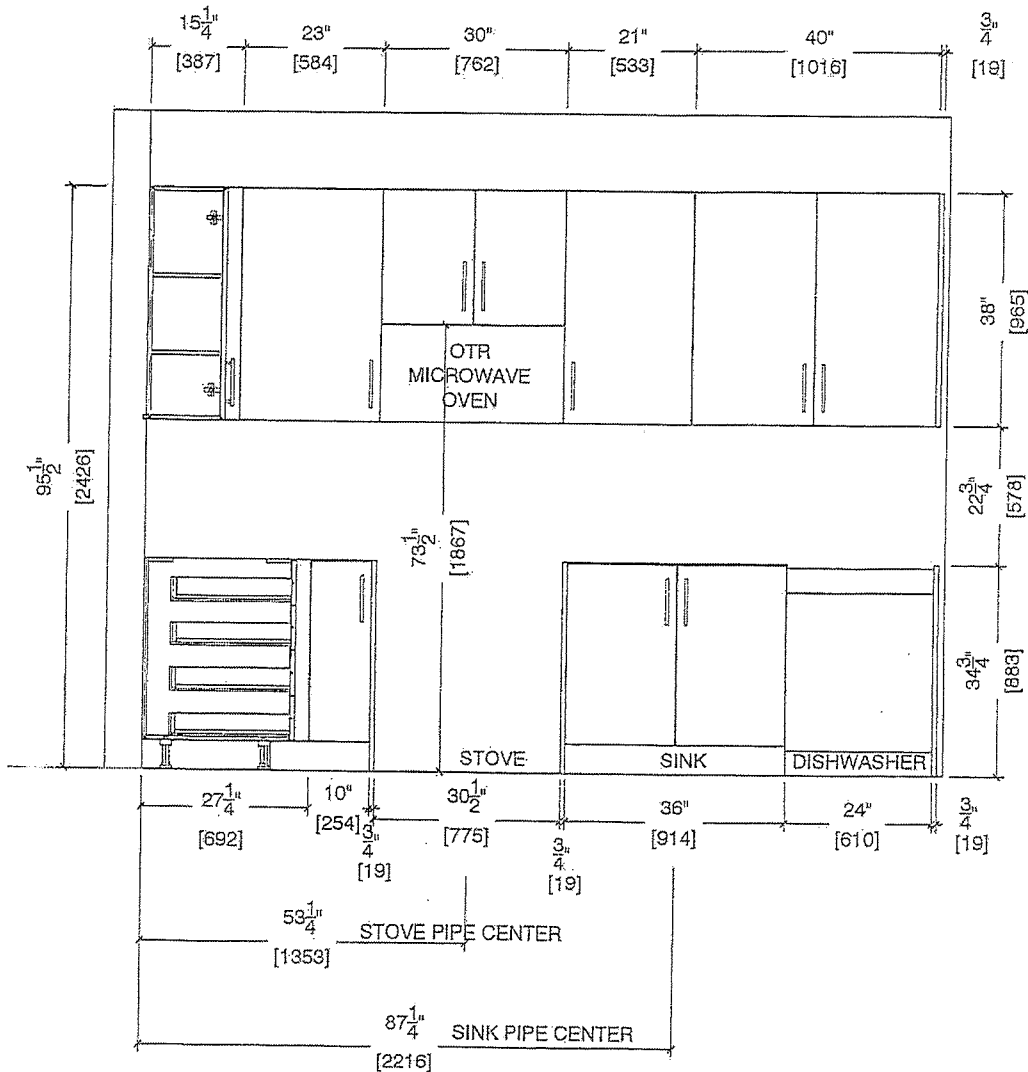 15 1/4" 23" 30" 21" 40" 3/4"
[387] [584] [762] [533] [1016] [19]
OTR
MICROWAVE
OVEN
38"
[965]
95 1/2"
[2426]
73 1/2"
[1867]
22 3/4"
[578]
34 3/4"
[883]
STOVE SINK DISHWASHER
27 1/4" 10" 30 1/2" 36" 24" 3/4"
[692] [254] [775] [914] [610] [19]
3/4" 3/4"
[19] [19]
53 1/4" STOVE PIPE CENTER
[1353]
87 1/4" SINK PIPE CENTER
[2216]